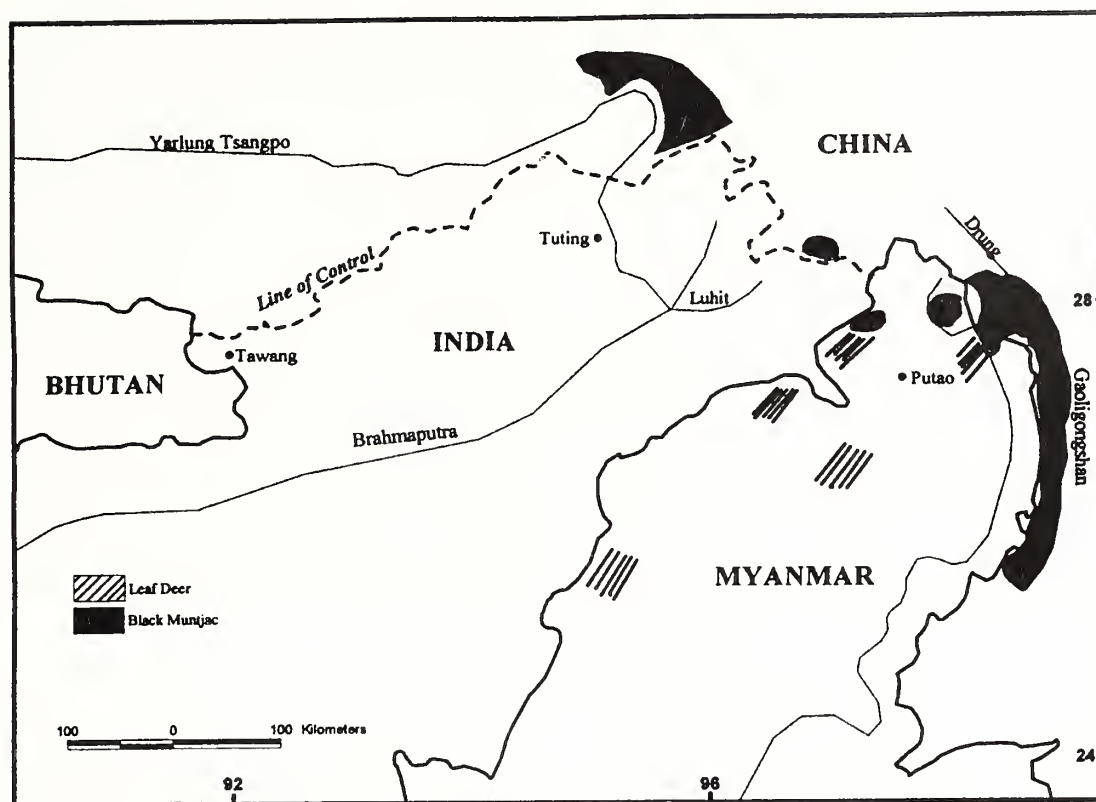 Yarlung Tsangpo
CHINA
Drung
Tuting
Line of Control
Luhit
28
INDIA
Tawang
BHUTAN
Putao
Gaoligongshan
Brahmaputra
MYANMAR
Leaf Deer
Black Muntjac
100 0 100 Kilometers
24
92 96